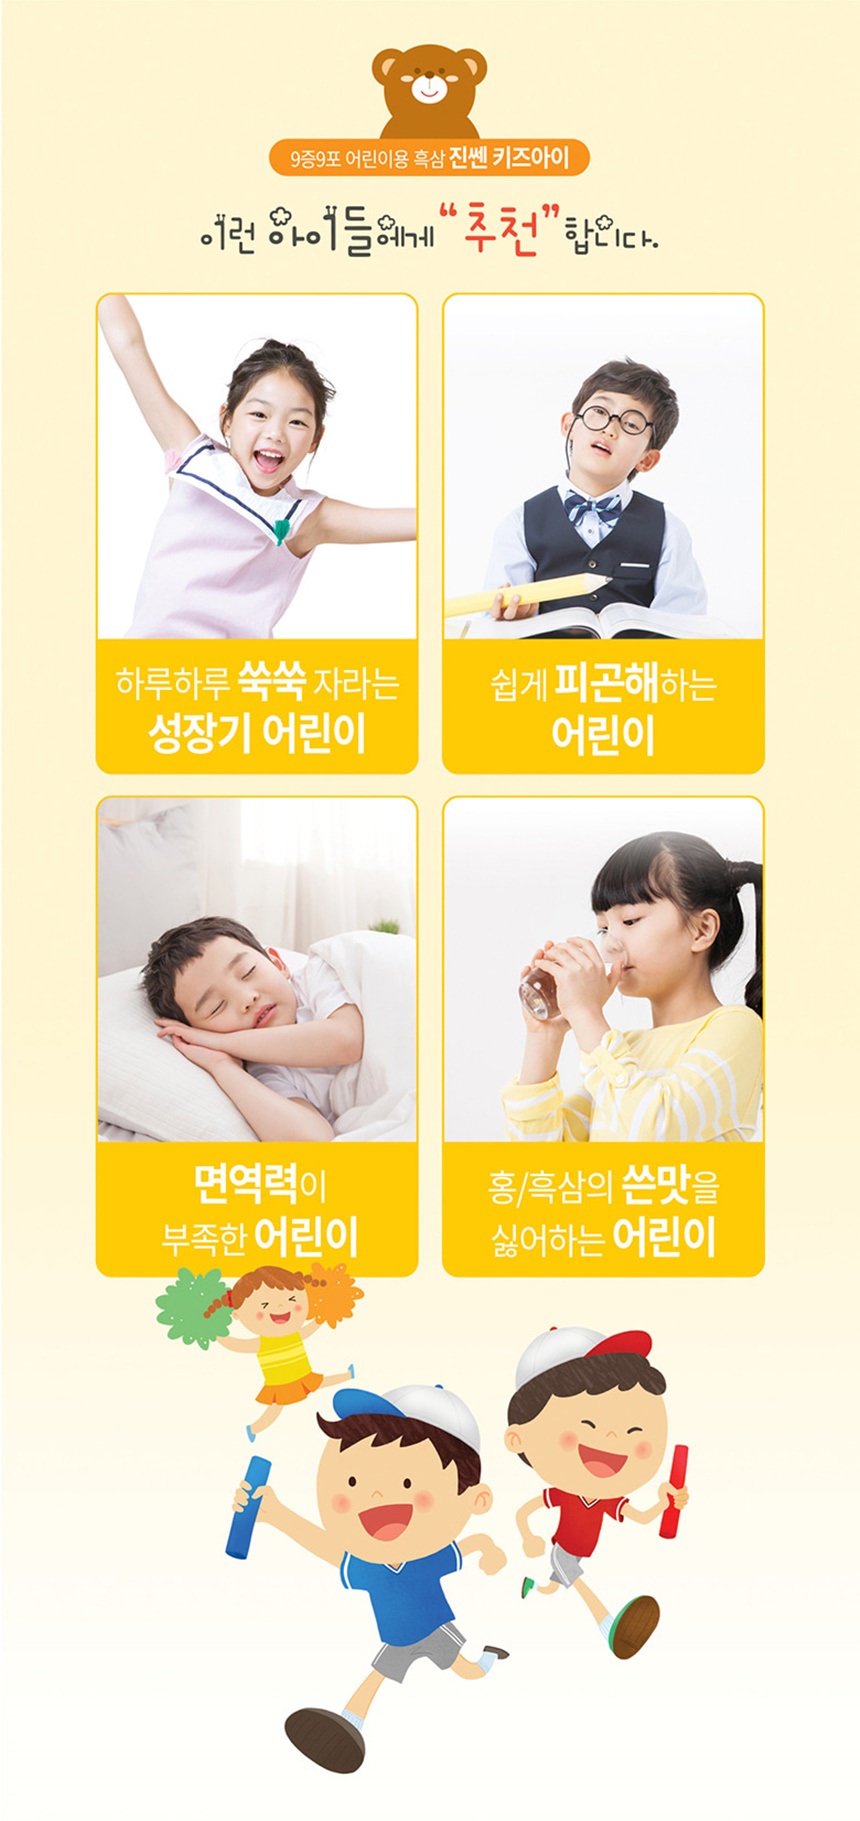 9증9포 어린이용 흑삼 진쎈 키즈아이
이런 아이들에게 “추천” 합니다.
하루하루 쑥쑥 자라는
성장기 어린이
쉽게 피곤해하는
어린이
면역력이
부족한 어린이
홍/흑삼의 쓴맛을
싫어하는 어린이